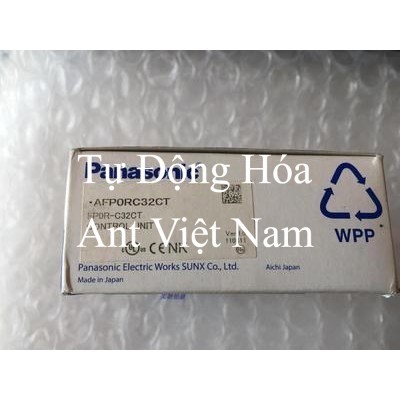 Panasonic
Tự Động Hóa
AFP0RC32CT
FP0R-C32CT
CONTROL UNIT
Ant Việt Nam
WPP
Panasonic Electric Works SUNX Co., Ltd.
Aichi Japan
Made in Japan